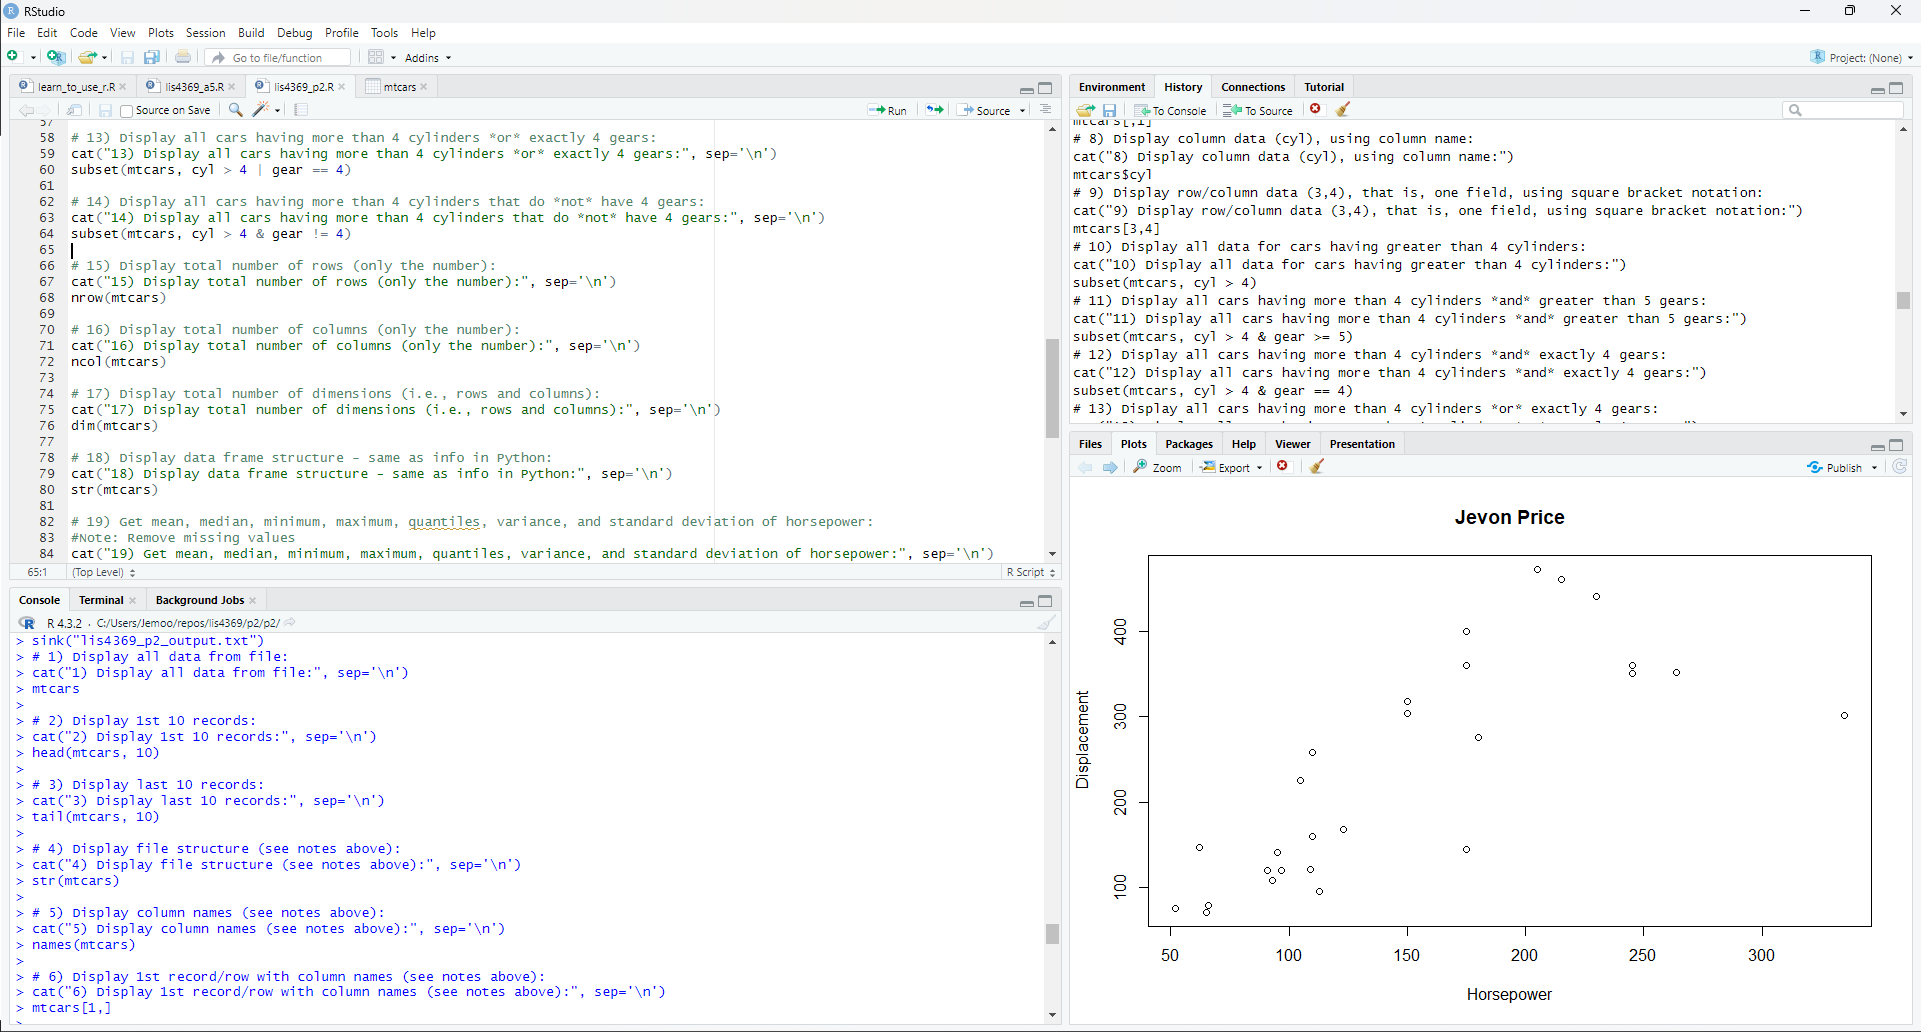 RStudio
File Edit Code View Plots Session Build Debug Profile Tools Help
Go to file/function Addins Project: (None)
learn_to_use_r.R lis4369_a5.R lis4369_p2.R mtcars
Source on Save Run Source
57
58 # 13) Display all cars having more than 4 cylinders *or* exactly 4 gears:
59 cat("13) Display all cars having more than 4 cylinders *or* exactly 4 gears:", sep='\n')
60 subset(mtcars, cyl > 4 | gear == 4)
61
62 # 14) Display all cars having more than 4 cylinders that do *not* have 4 gears:
63 cat("14) Display all cars having more than 4 cylinders that do *not* have 4 gears:", sep='\n')
64 subset(mtcars, cyl > 4 & gear != 4)
65
66 # 15) Display total number of rows (only the number):
67 cat("15) Display total number of rows (only the number):", sep='\n')
68 nrow(mtcars)
69
70 # 16) Display total number of columns (only the number):
71 cat("16) Display total number of columns (only the number):", sep='\n')
72 ncol(mtcars)
73
74 # 17) Display total number of dimensions (i.e., rows and columns):
75 cat("17) Display total number of dimensions (i.e., rows and columns):", sep='\n')
76 dim(mtcars)
77
78 # 18) Display data frame structure - same as info in Python:
79 cat("18) Display data frame structure - same as info in Python:", sep='\n')
80 str(mtcars)
81
82 # 19) Get mean, median, minimum, maximum, quantiles, variance, and standard deviation of horsepower:
83 #Note: Remove missing values
84 cat("19) Get mean, median, minimum, maximum, quantiles, variance, and standard deviation of horsepower:", sep='\n')
65:1 (Top Level) R Script
Console Terminal Background Jobs
R 4.3.2 · C:/Users/Jemoo/repos/lis4369/p2/p2/
> sink("lis4369_p2_output.txt")
> # 1) Display all data from file:
> cat("1) Display all data from file:", sep='\n')
> mtcars
>
> # 2) Display 1st 10 records:
> cat("2) Display 1st 10 records:", sep='\n')
> head(mtcars, 10)
>
> # 3) Display last 10 records:
> cat("3) Display last 10 records:", sep='\n')
> tail(mtcars, 10)
>
> # 4) Display file structure (see notes above):
> cat("4) Display file structure (see notes above):", sep='\n')
> str(mtcars)
>
> # 5) Display column names (see notes above):
> cat("5) Display column names (see notes above):", sep='\n')
> names(mtcars)
>
> # 6) Display 1st record/row with column names (see notes above):
> cat("6) Display 1st record/row with column names (see notes above):", sep='\n')
> mtcars[1,]
>
Environment History Connections Tutorial
To Console To Source
mtcars[,1]
# 8) Display column data (cyl), using column name:
cat("8) Display column data (cyl), using column name:")
mtcars$cyl
# 9) Display row/column data (3,4), that is, one field, using square bracket notation:
cat("9) Display row/column data (3,4), that is, one field, using square bracket notation:")
mtcars[3,4]
# 10) Display all data for cars having greater than 4 cylinders:
cat("10) Display all data for cars having greater than 4 cylinders:")
subset(mtcars, cyl > 4)
# 11) Display all cars having more than 4 cylinders *and* greater than 5 gears:
cat("11) Display all cars having more than 4 cylinders *and* greater than 5 gears:")
subset(mtcars, cyl > 4 & gear >= 5)
# 12) Display all cars having more than 4 cylinders *and* exactly 4 gears:
cat("12) Display all cars having more than 4 cylinders *and* exactly 4 gears:")
subset(mtcars, cyl > 4 & gear == 4)
# 13) Display all cars having more than 4 cylinders *or* exactly 4 gears:
Files Plots Packages Help Viewer Presentation
Zoom Export Publish
Jevon Price
Displacement
400
300
200
100
50 100 150 200 250 300
Horsepower